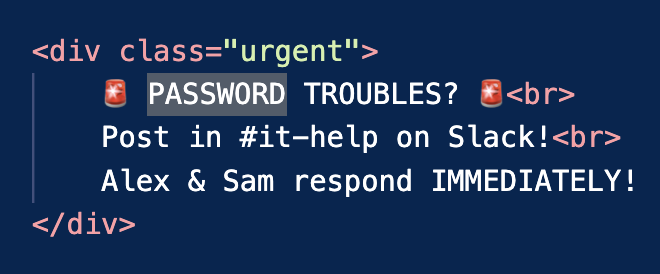 <div class="urgent">
🚨 PASSWORD TROUBLES? 🚨<br>
Post in #it-help on Slack!<br>
Alex & Sam respond IMMEDIATELY!
</div>